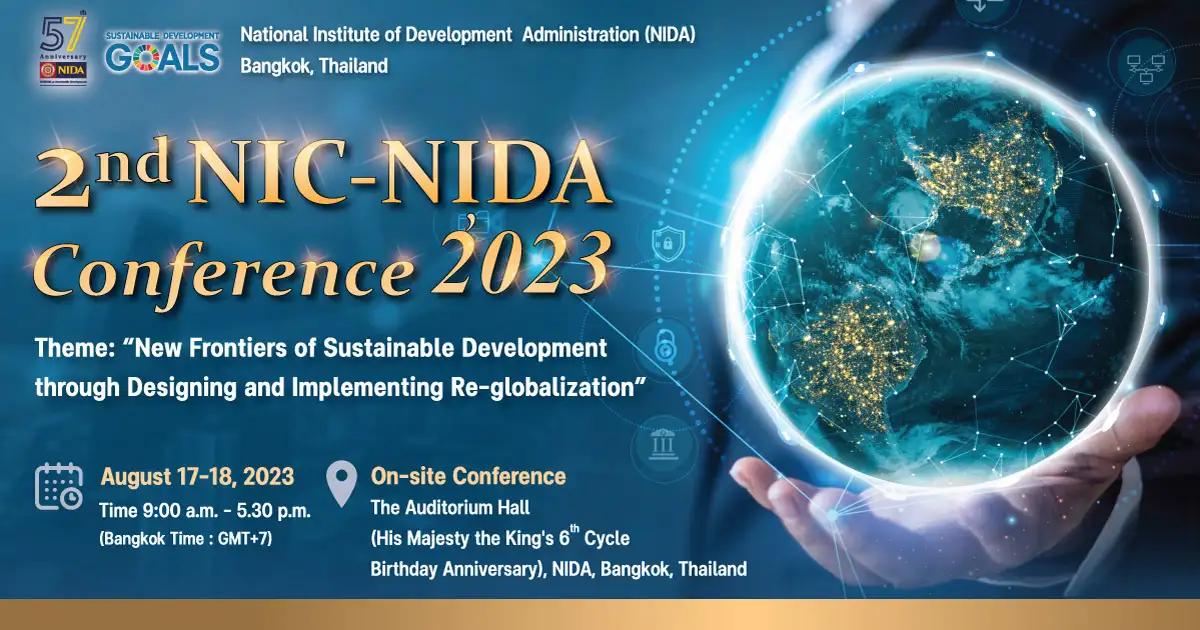 57th
Anniversary
NIDA
SUSTAINABLE DEVELOPMENT
GOALS
National Institute of Development Administration (NIDA)
Bangkok, Thailand
2nd NIC-NIDA
Conference, 2023
Theme: “New Frontiers of Sustainable Development
through Designing and Implementing Re-globalization”
August 17-18, 2023
Time 9:00 a.m. - 5.30 p.m.
(Bangkok Time : GMT+7)
On-site Conference
The Auditorium Hall
(His Majesty the King's 6th Cycle
Birthday Anniversary), NIDA, Bangkok, Thailand